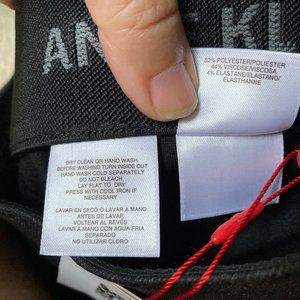 AN
KL
52% POLYESTER/POLIESTER
44% VISCOSE/VISCOSA
4% ELASTANE/ELASTANO/
ELASTHANNE
DRY CLEAN OR HAND WASH
BEFORE WASHING TURN INSIDE OUT
HAND WASH COLD SEPARATELY
DO NOT BLEACH.
LAY FLAT TO DRY
PRESS WITH COOL IRON IF
NECESSARY
LAVAR EN SECO O LAVAR A MANO
ANTES DE LAVAR
VOLTEAR AL REVÉS
LAVAR A MANO CON AGUA FRIA
SEPARADO
NO UTILIZAR CLORO